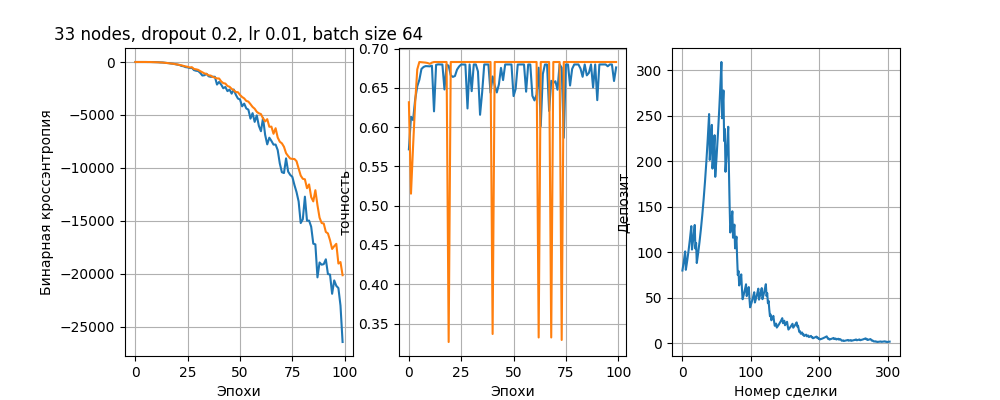 33 nodes, dropout 0.2, lr 0.01, batch size 64
Бинарная кроссэнтропия
0
−5000
−10000
−15000
−20000
−25000
0 25 50 75 100
Эпохи
точность
0.70
0.65
0.60
0.55
0.50
0.45
0.40
0.35
0 25 50 75 100
Эпохи
Депозит
300
250
200
150
100
50
0
0 100 200 300
Номер сделки